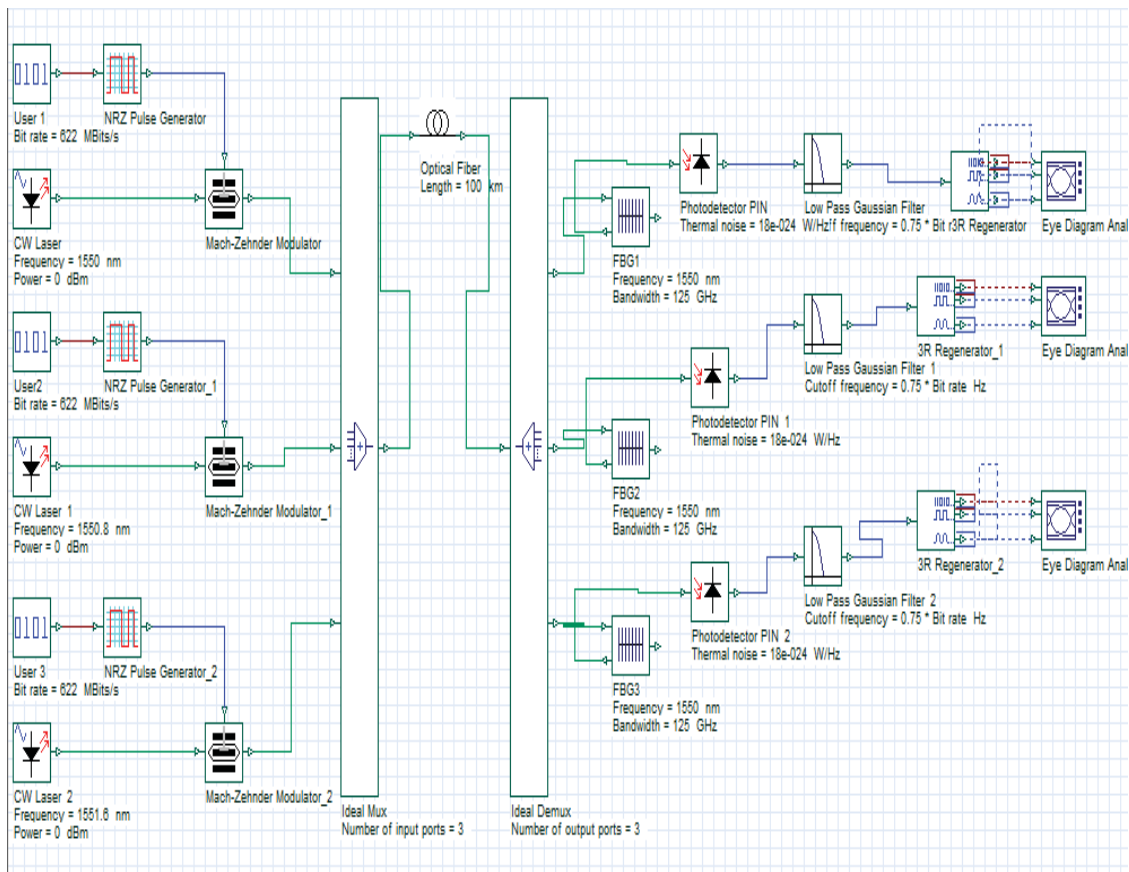 User 1
Bit rate = 622 MBits/s
NRZ Pulse Generator
CW Laser
Frequency = 1550 nm
Power = 0 dBm
Mach-Zehnder Modulator
User2
Bit rate = 622 MBits/s
NRZ Pulse Generator_1
CW Laser 1
Frequency = 1550.8 nm
Power = 0 dBm
Mach-Zehnder Modulator_1
User 3
Bit rate = 622 MBits/s
NRZ Pulse Generator_2
CW Laser 2
Frequency = 1551.6 nm
Power = 0 dBm
Mach-Zehnder Modulator_2
Ideal Mux
Number of input ports = 3
Optical Fiber
Length = 100 km
Ideal Demux
Number of output ports = 3
FBG1
Frequency = 1550 nm
Bandwidth = 125 GHz
Photodetector PIN
Thermal noise = 18e-024 W/Hz
Low Pass Gaussian Filter
ff frequency = 0.75 * Bit r
3R Regenerator
Eye Diagram Anal
FBG2
Frequency = 1550 nm
Bandwidth = 125 GHz
Photodetector PIN 1
Thermal noise = 18e-024 W/Hz
Low Pass Gaussian Filter 1
Cutoff frequency = 0.75 * Bit rate Hz
3R Regenerator_1
Eye Diagram Anal
FBG3
Frequency = 1550 nm
Bandwidth = 125 GHz
Photodetector PIN 2
Thermal noise = 18e-024 W/Hz
Low Pass Gaussian Filter 2
Cutoff frequency = 0.75 * Bit rate Hz
3R Regenerator_2
Eye Diagram Anal